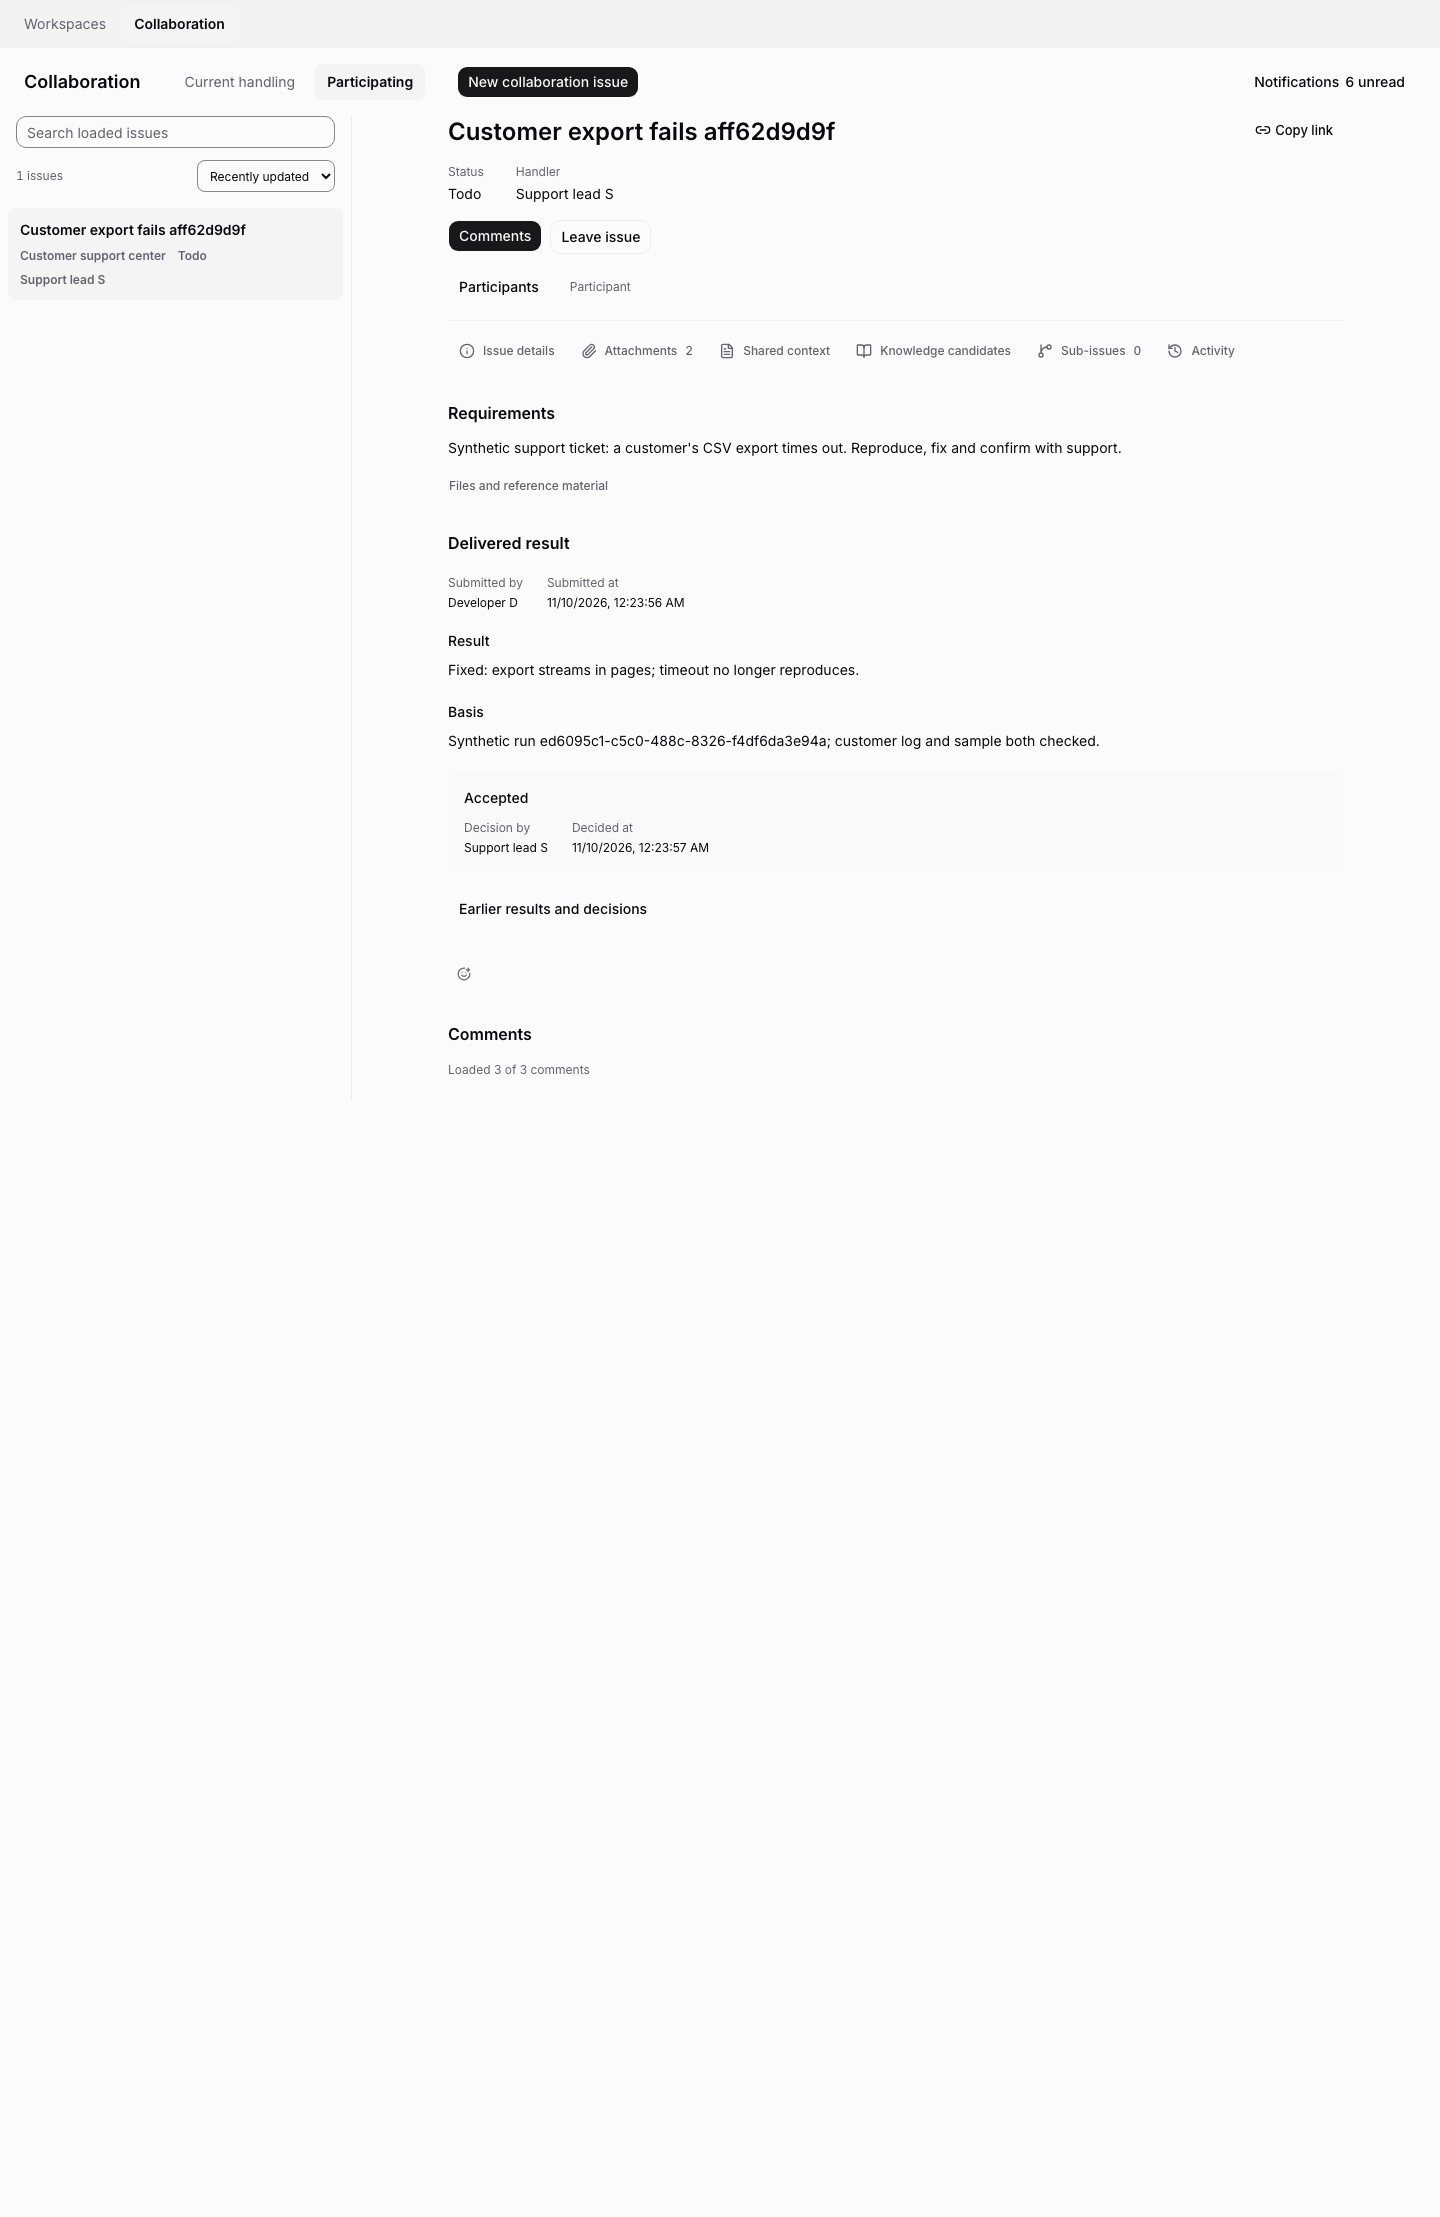 Workspaces Collaboration
Collaboration Current handling Participating New collaboration issue Notifications 6 unread
Search loaded issues
1 issues Recently updated
Customer export fails aff62d9d9f
Customer support center Todo
Support lead S
Customer export fails aff62d9d9f Copy link
Status Handler
Todo Support lead S
Comments Leave issue
Participants Participant
Issue details Attachments 2 Shared context Knowledge candidates Sub-issues 0 Activity
Requirements
Synthetic support ticket: a customer's CSV export times out. Reproduce, fix and confirm with support.
Files and reference material
Delivered result
Submitted by Submitted at
Developer D 11/10/2026, 12:23:56 AM
Result
Fixed: export streams in pages; timeout no longer reproduces.
Basis
Synthetic run ed6095c1-c5c0-488c-8326-f4df6da3e94a; customer log and sample both checked.
Accepted
Decision by Decided at
Support lead S 11/10/2026, 12:23:57 AM
Earlier results and decisions
Comments
Loaded 3 of 3 comments